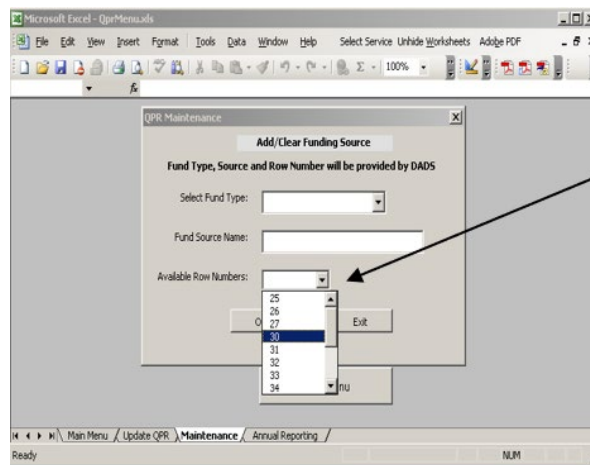 Microsoft Excel - QprMenu.xls
File Edit View Insert Format Tools Data Window Help Select Service Unhide Worksheets Adobe PDF
100%
fx
QPR Maintenance
Add/Clear Funding Source
Fund Type, Source and Row Number will be provided by DADS
Select Fund Type:
Fund Source Name:
Available Row Numbers:
25
26
27
30
31
32
33
34
Exit
Main Menu / Update QPR / Maintenance / Annual Reporting /
Ready NUM